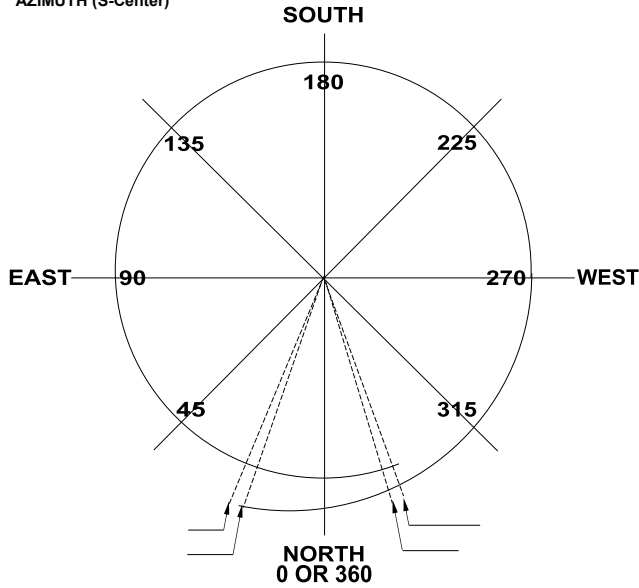 AZIMUTH (S-Center)
SOUTH
180
135
225
EAST
90
270
WEST
45
315
NORTH
0 OR 360